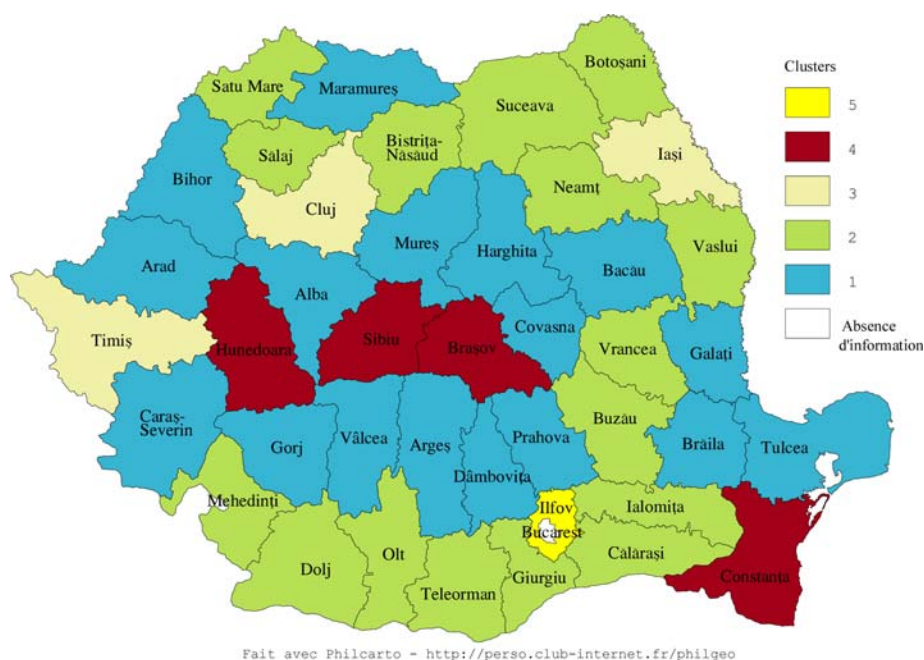 Botoșani
Satu Mare
Maramureș
Suceava
Clusters
5
4
3
2
1
Absence
d'information
Bistrița-
Năsăud
Sălaj
Iași
Bihor
Neamț
Cluj
Mureș
Harghita
Vaslui
Arad
Bacău
Alba
Timiș
Hunedoara
Sibiu
Brașov
Covasna
Vrancea
Galați
Caraș-
Severin
Gorj
Vâlcea
Argeș
Prahova
Buzău
Brăila
Tulcea
Dâmbovița
Mehedinți
Ilfov
București
Ialomița
Olt
Dolj
Călărași
Giurgiu
Teleorman
Constanța
Fait avec Philcarto - http://perso.club-internet.fr/philgeo